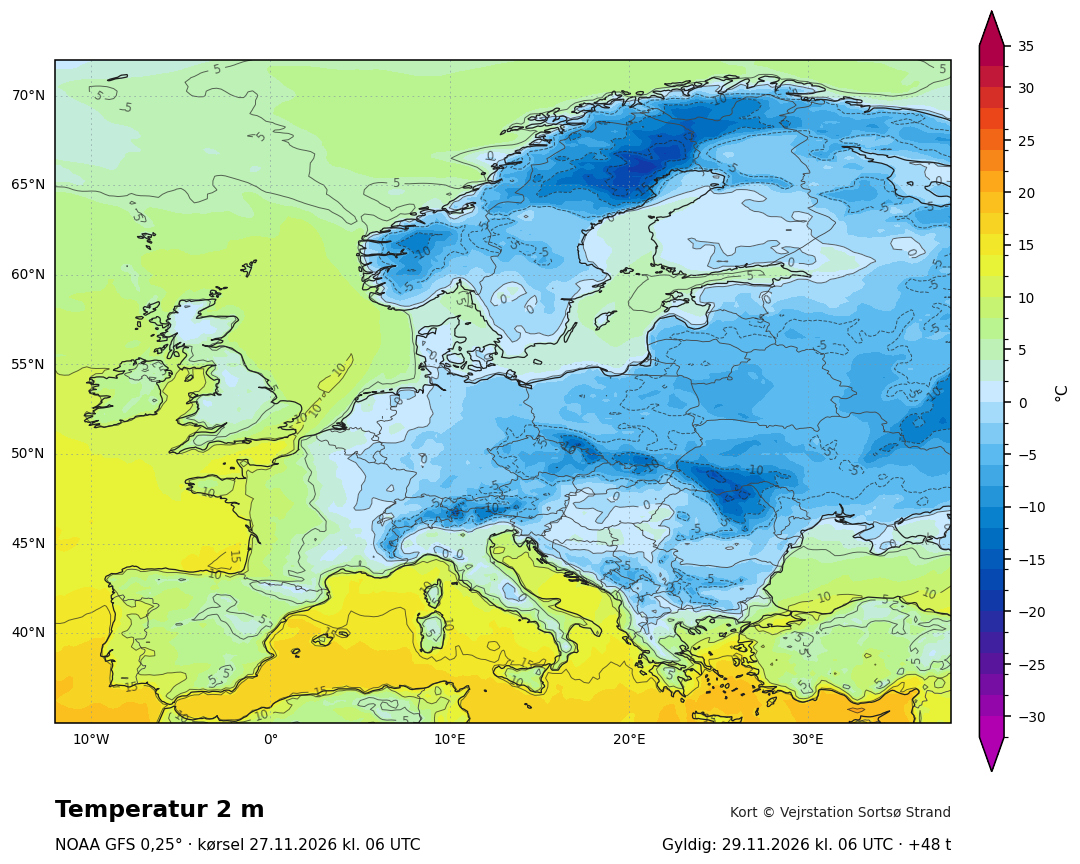 35
30
25
20
15
10
5
0
−5
−10
−15
−20
−25
−30
°C
70°N
65°N
60°N
55°N
50°N
45°N
40°N
10°W
0°
10°E
20°E
30°E
Temperatur 2 m
Kort © Vejrstation Sortsø Strand
NOAA GFS 0,25° · kørsel 27.11.2026 kl. 06 UTC
Gyldig: 29.11.2026 kl. 06 UTC · +48 t